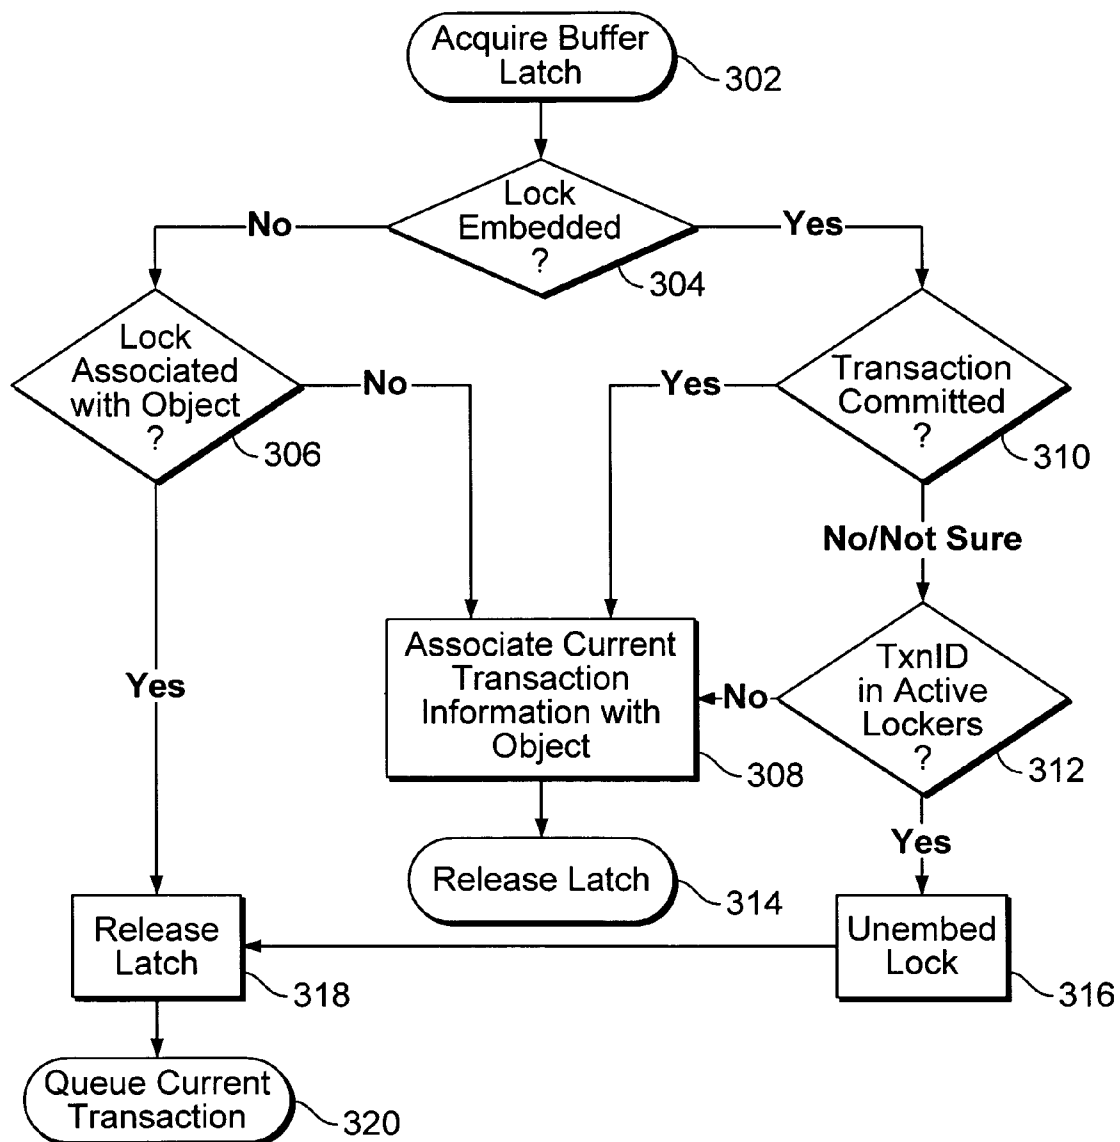 Acquire Buffer
Latch
302
Lock
Embedded
?
304
No
Yes
Lock
Associated
with Object
?
306
No
Yes
Transaction
Committed
?
310
No/Not Sure
Associate Current
Transaction
Information with
Object
308
No
TxnID
in Active
Lockers
?
312
Yes
Yes
Release Latch
314
Release
Latch
318
Unembed
Lock
316
Queue Current
Transaction
320